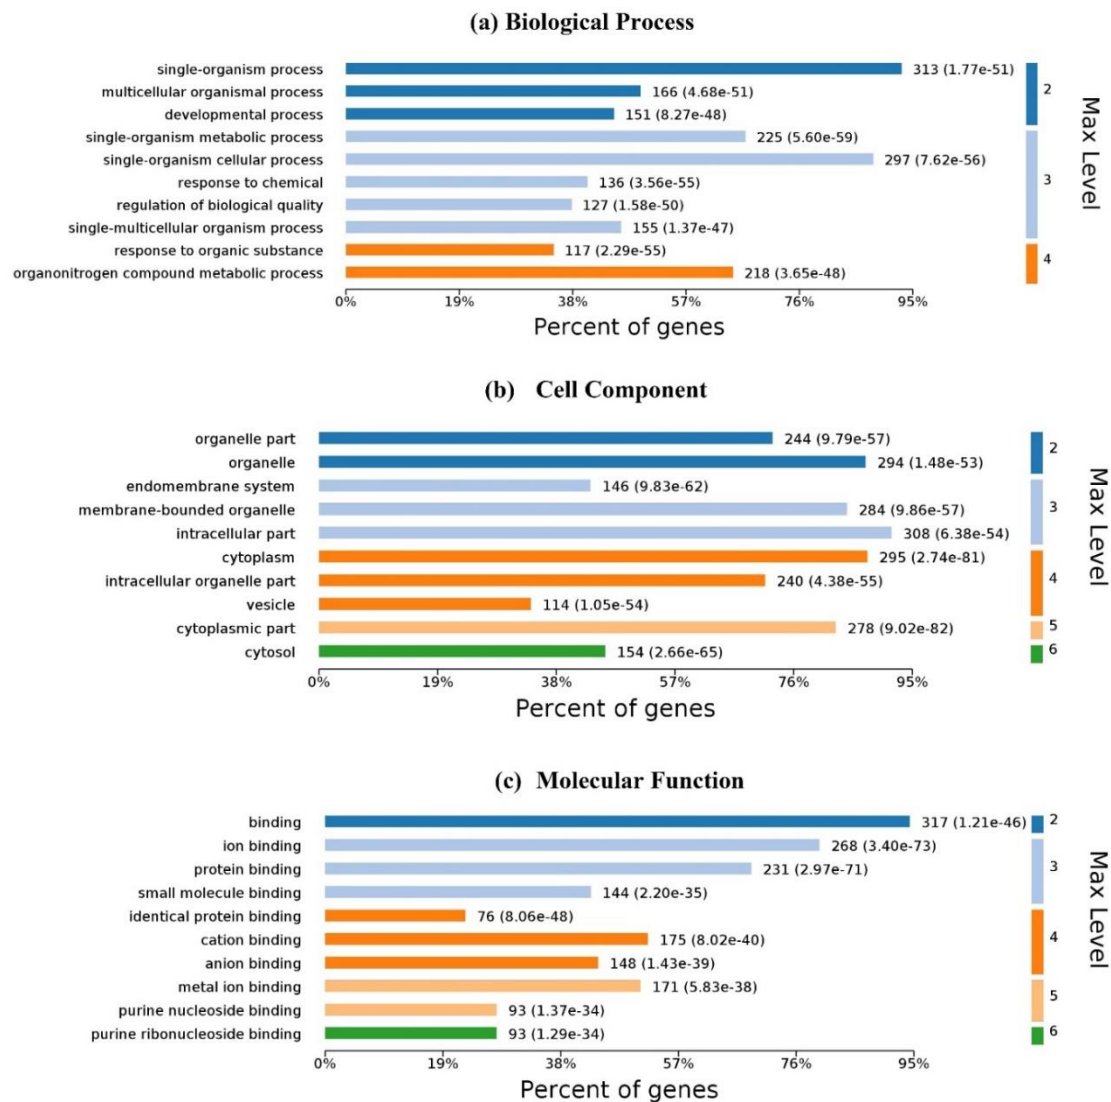 (a) Biological Process
single-organism process 313 (1.77e-51)
multicellular organismal process 166 (4.68e-51)
developmental process 151 (8.27e-48)
single-organism metabolic process 225 (5.60e-59)
single-organism cellular process 297 (7.62e-56)
response to chemical 136 (3.56e-55)
regulation of biological quality 127 (1.58e-50)
single-multicellular organism process 155 (1.37e-47)
response to organic substance 117 (2.29e-55)
organonitrogen compound metabolic process 218 (3.65e-48)
0% 19% 38% 57% 76% 95%
Percent of genes
2
3
4
Max Level
(b) Cell Component
organelle part 244 (9.79e-57)
organelle 294 (1.48e-53)
endomembrane system 146 (9.83e-62)
membrane-bounded organelle 284 (9.86e-57)
intracellular part 308 (6.38e-54)
cytoplasm 295 (2.74e-81)
intracellular organelle part 240 (4.38e-55)
vesicle 114 (1.05e-54)
cytoplasmic part 278 (9.02e-82)
cytosol 154 (2.66e-65)
0% 19% 38% 57% 76% 95%
Percent of genes
2
3
4
5
6
Max Level
(c) Molecular Function
binding 317 (1.21e-46)
ion binding 268 (3.40e-73)
protein binding 231 (2.97e-71)
small molecule binding 144 (2.20e-35)
identical protein binding 76 (8.06e-48)
cation binding 175 (8.02e-40)
anion binding 148 (1.43e-39)
metal ion binding 171 (5.83e-38)
purine nucleoside binding 93 (1.37e-34)
purine ribonucleoside binding 93 (1.29e-34)
0% 19% 38% 57% 76% 95%
Percent of genes
2
3
4
5
6
Max Level